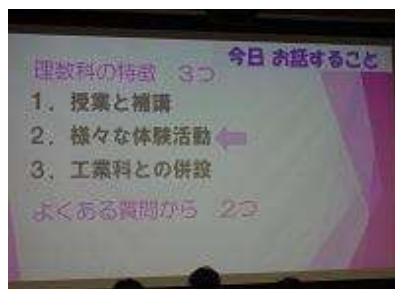 今日 お話すること
理数科の特徴 3つ
1. 授業と補講
2. 様々な体験活動
3. 工業科との併設
よくある質問から 2つ